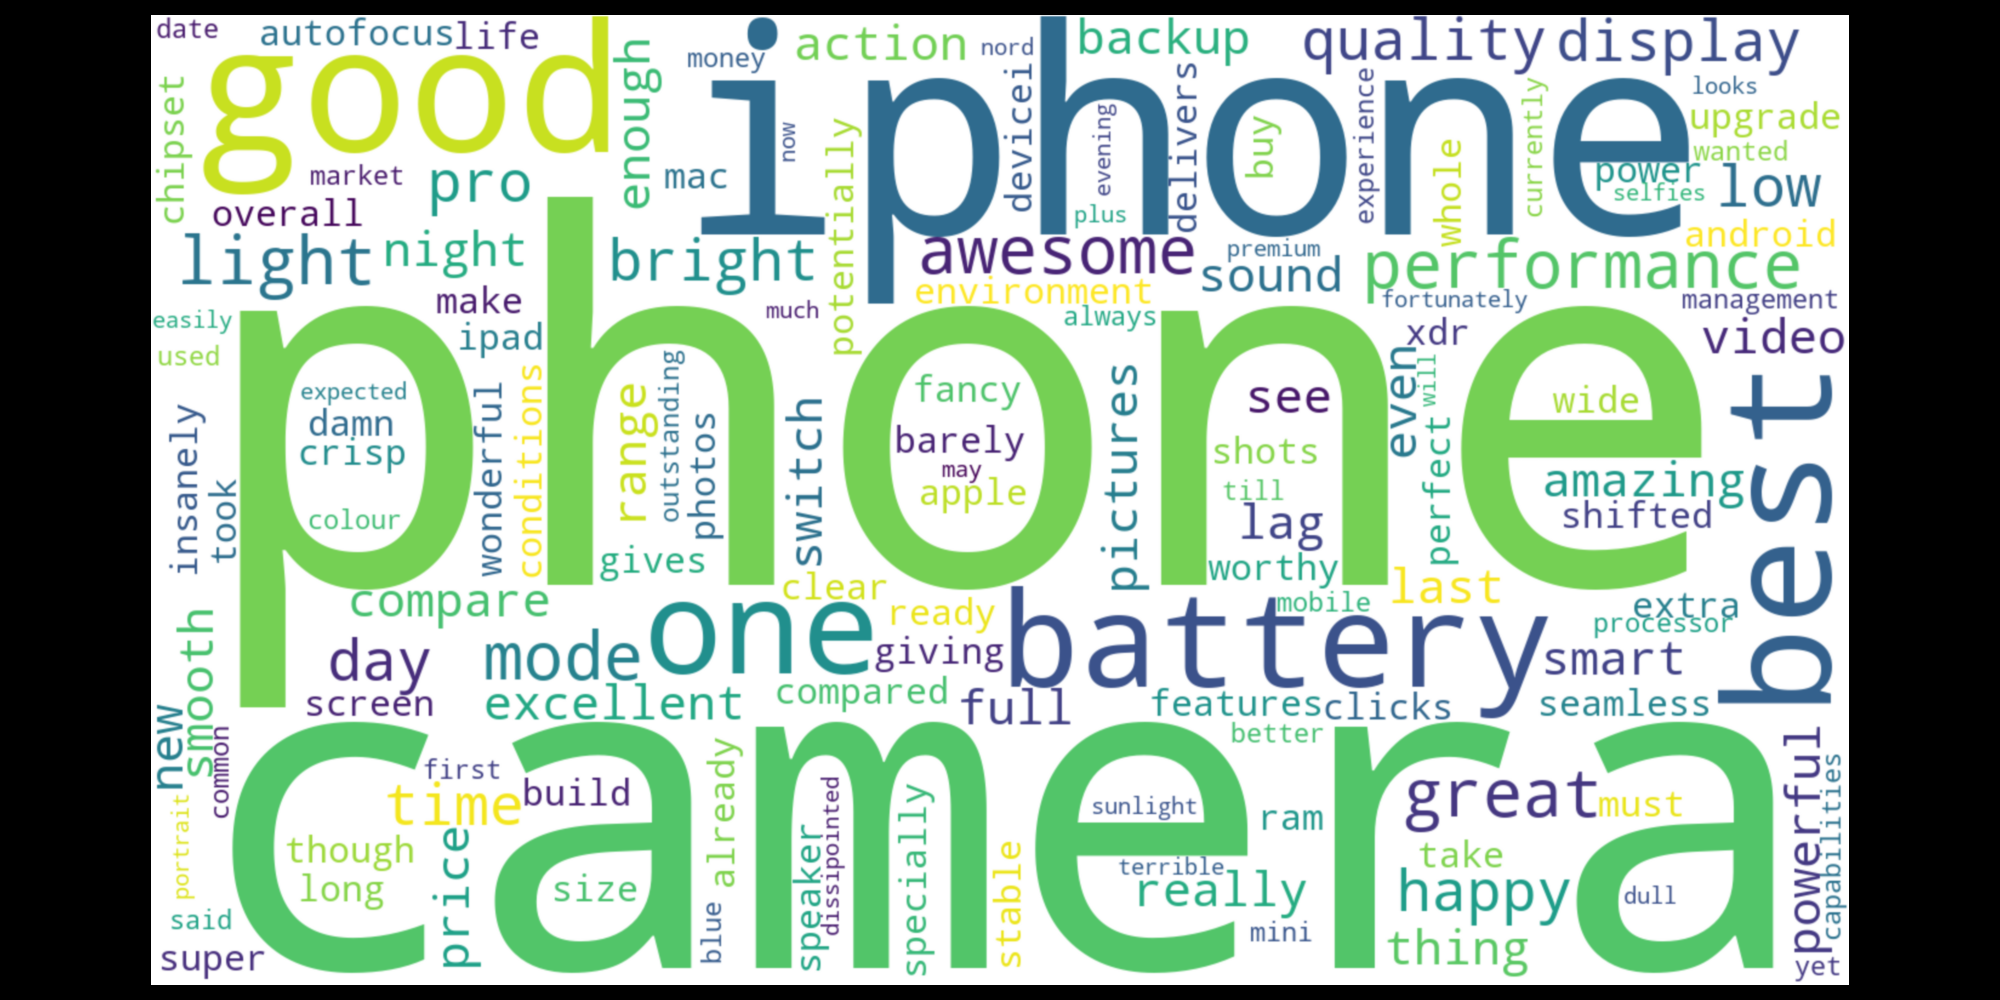 date
autofocus
life
good
enough
money
iphone
action
nord
backup
quality
display
chipset
now
potentially
devicei
evening
delivers
buy
experience
whole
currently
looks
upgrade
wanted
power
selfies
low
market
pro
mac
overall
plus
android
light
night
bright
awesome
premium
sound
performance
make
environment
fortunately
management
easily
much
always
xdr
video
used
ipad
phone
expected
damn
crisp
colour
insanely
took
wonderful
conditions
range
outstanding
photos
switch
fancy
barely
may
apple
pictures
see
shots
till
lag
even
will
perfect
wide
amazing
shifted
best
gives
worthy
clear
last
compare
one
ready
mobile
extra
processor
smooth
day
mode
giving
battery
smart
screen
excellent
compared
full
features
clicks
seamless
new
common
camera
better
first
time
build
already
dissipointed
speaker
specially
sunlight
ram
great
must
powerful
capabilities
portrait
though
long
price
size
stable
terrible
really
take
happy
dull
said
blue
mini
thing
super
yet